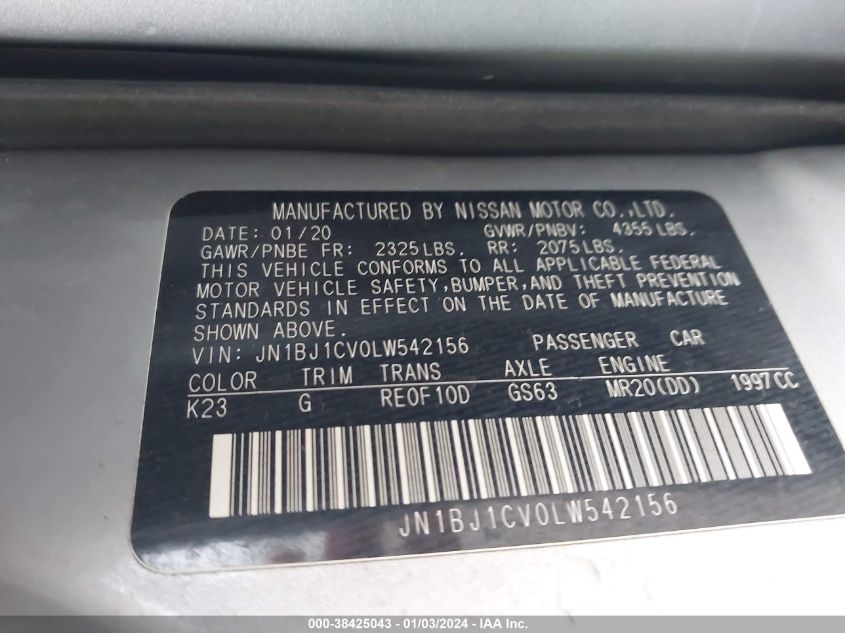 MANUFACTURED BY NISSAN MOTOR CO.,LTD.
DATE: 01/20 GVWR/PNBV: 4355 LBS.
GAWR/PNBE FR: 2325 LBS. RR: 2075 LBS.
THIS VEHICLE CONFORMS TO ALL APPLICABLE FEDERAL
MOTOR VEHICLE SAFETY,BUMPER,AND THEFT PREVENTION
STANDARDS IN EFFECT ON THE DATE OF MANUFACTURE
SHOWN ABOVE.
VIN: JN1BJ1CV0LW542156 PASSENGER CAR
COLOR TRIM TRANS AXLE ENGINE
K23 G RE0F10D GS63 MR20(DD) 1997CC
JN1BJ1CV0LW542156
000-38425043 - 01/03/2024 - IAA Inc.